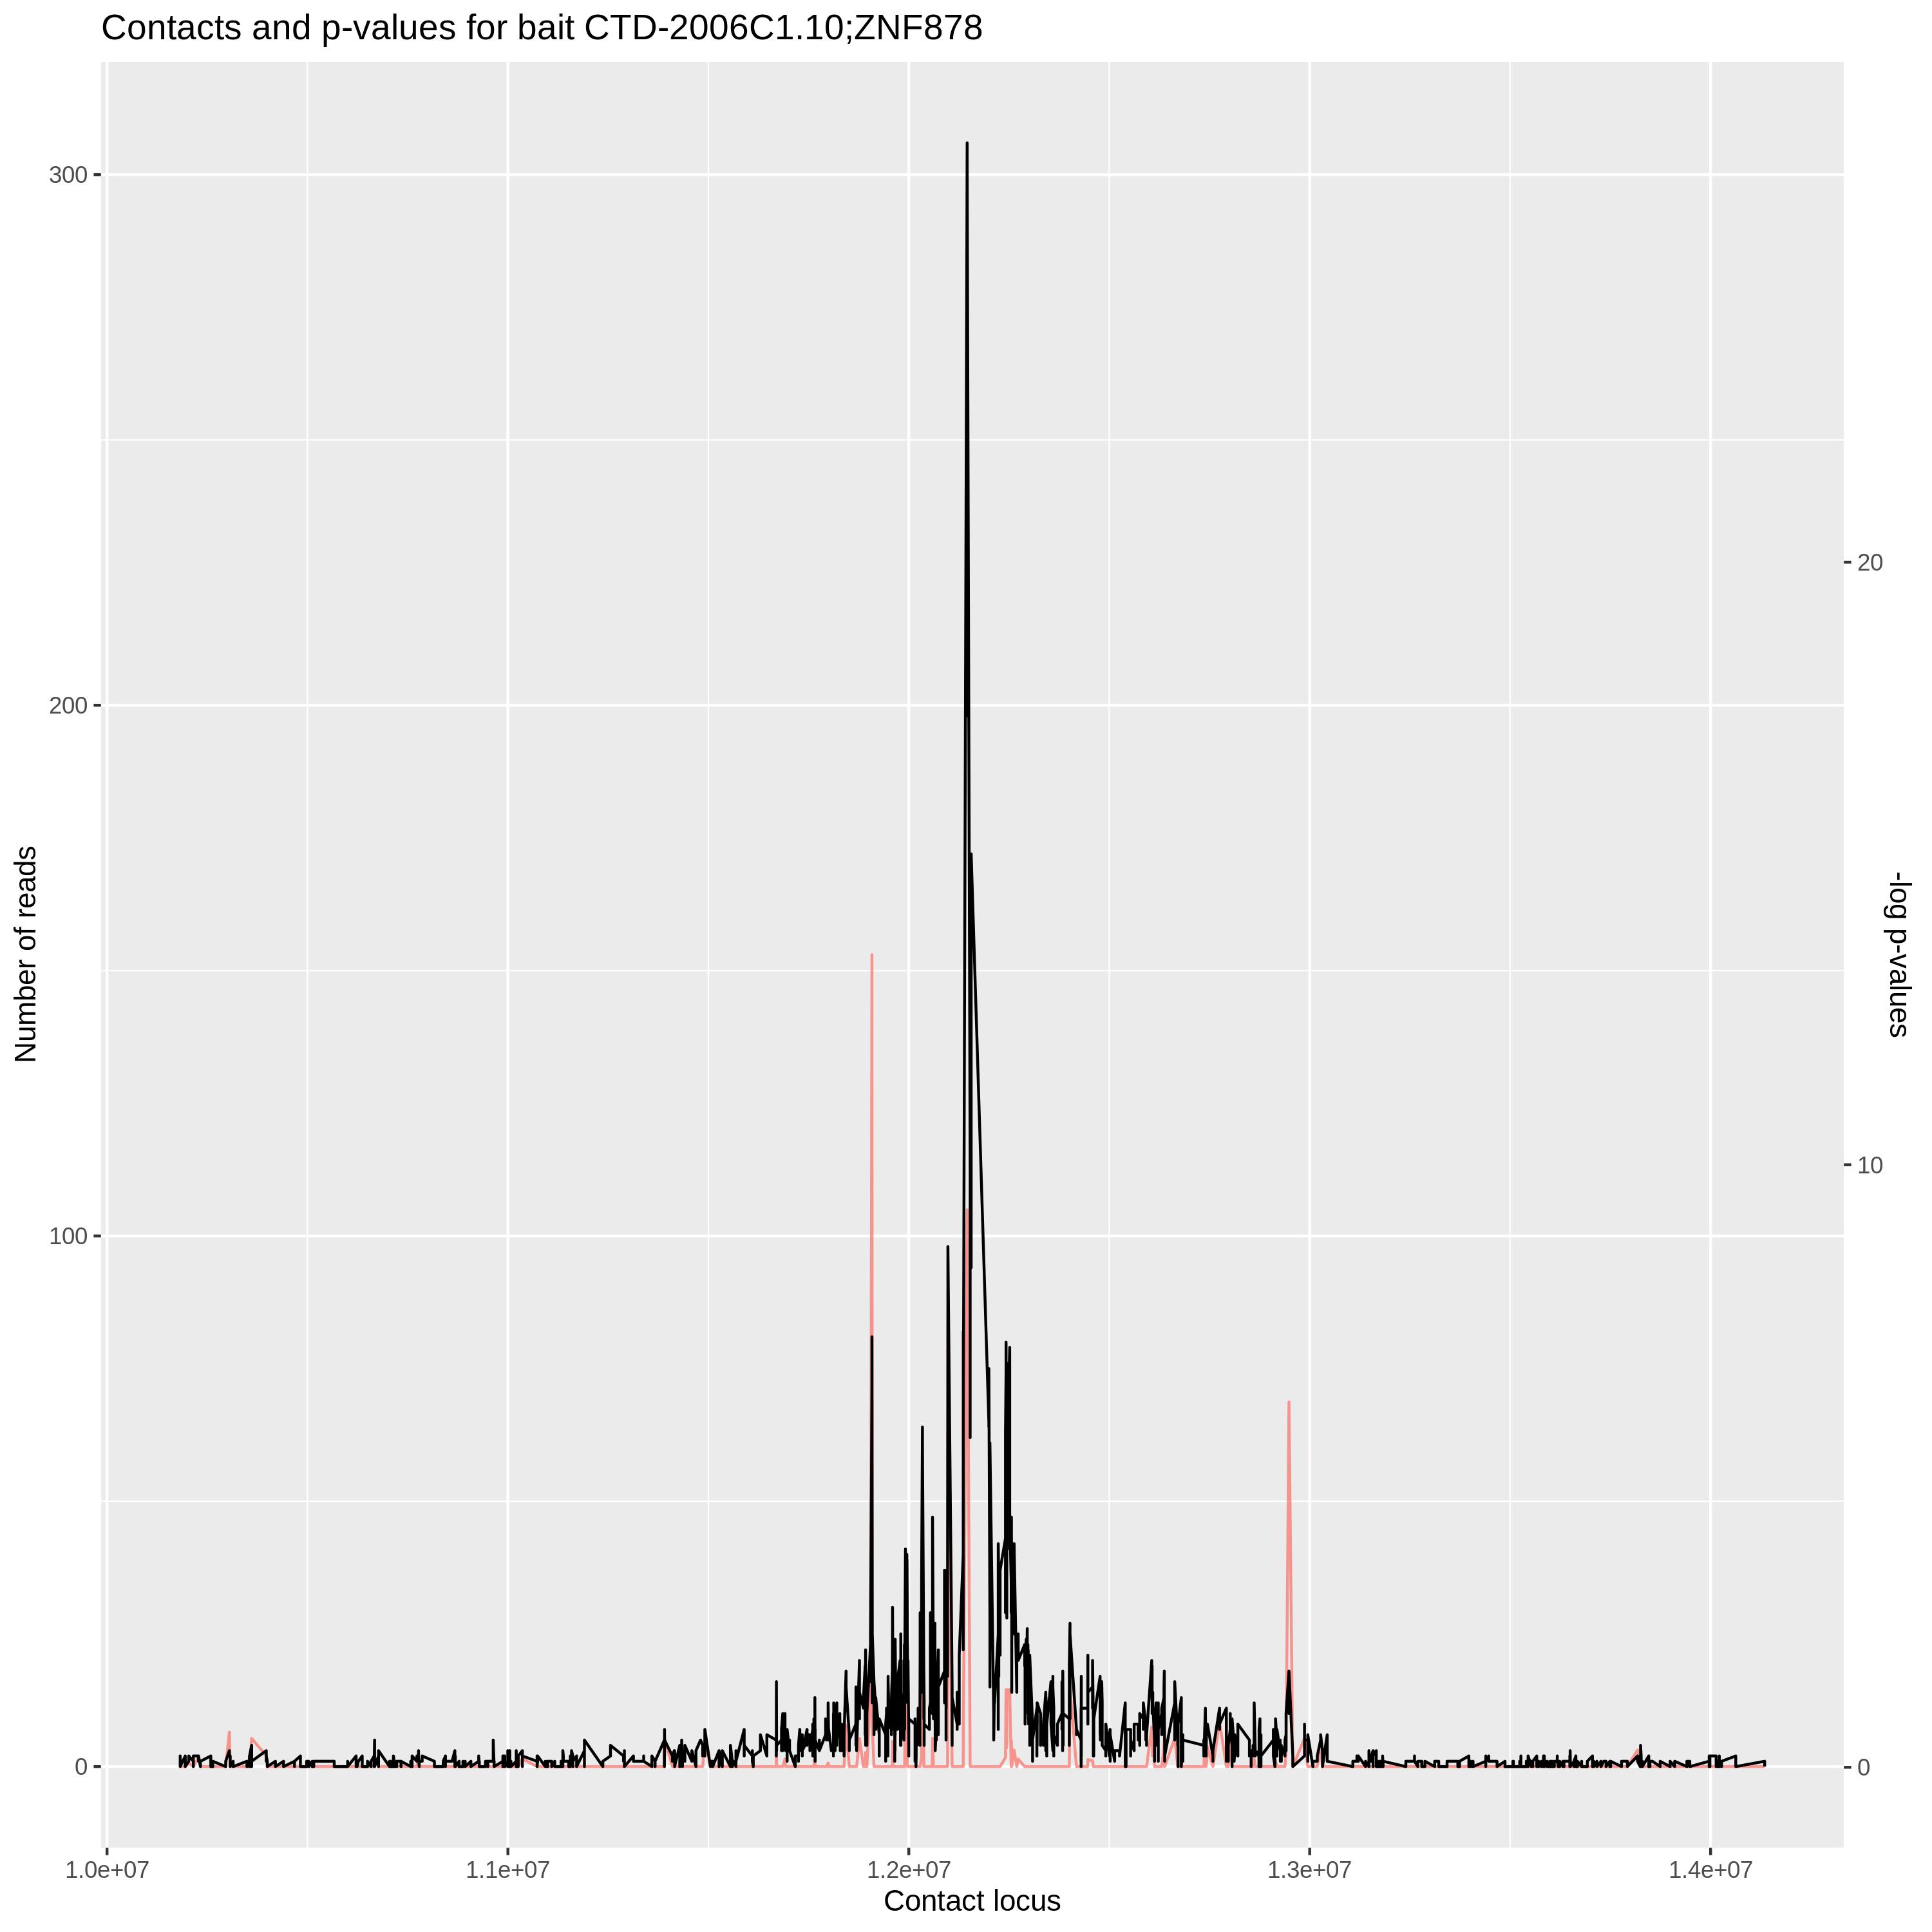 Contacts and p-values for bait CTD-2006C1.10;ZNF878
300
200
100
0
Number of reads
20
10
0
-log p-values
1.0e+07 1.1e+07 1.2e+07 1.3e+07 1.4e+07
Contact locus